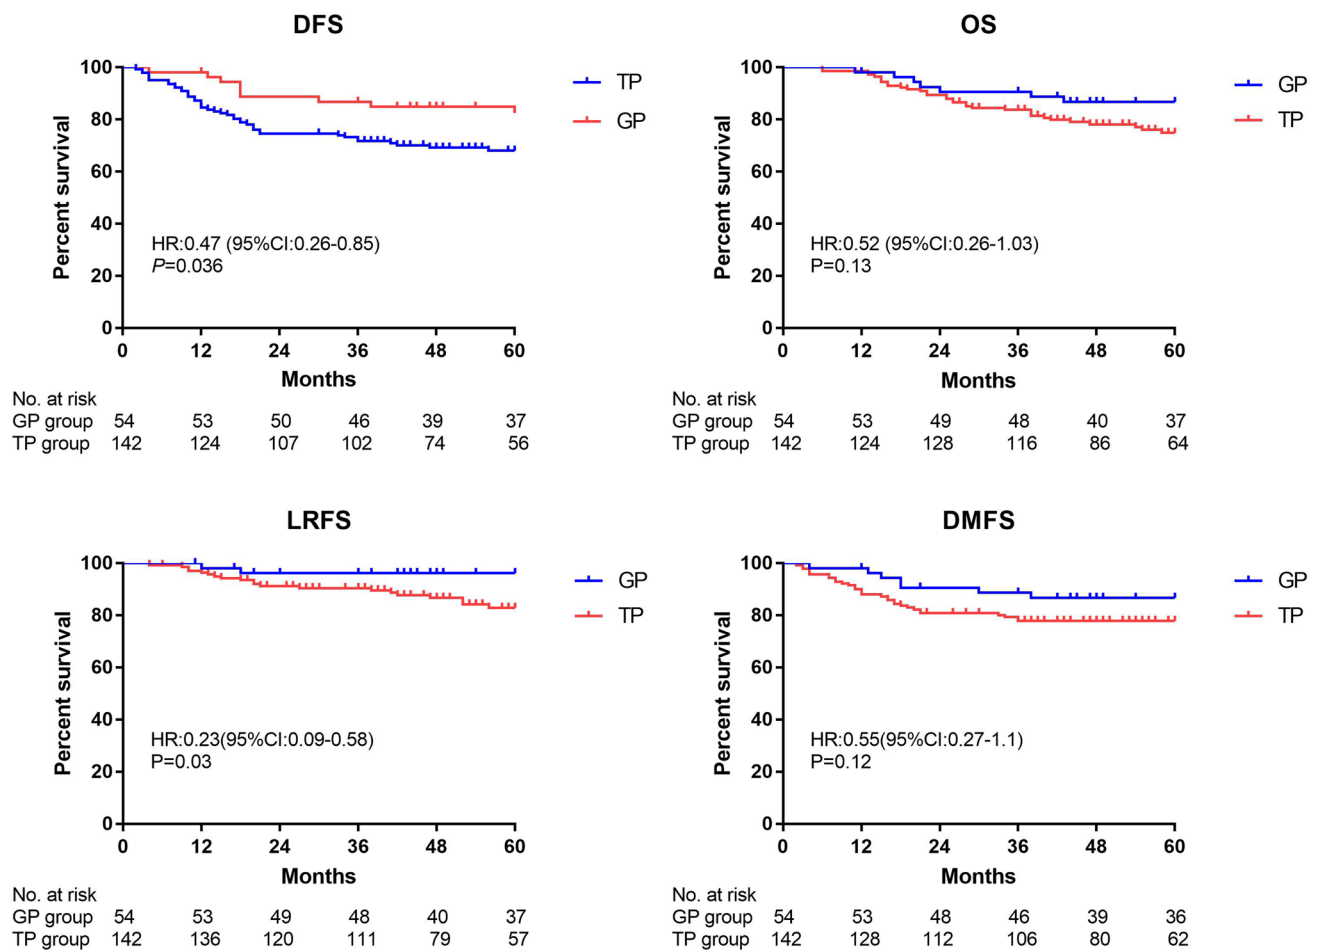 DFS
100
80
60
40
20
0
Percent survival
TP
GP
HR:0.47 (95%CI:0.26-0.85)
P=0.036
0 12 24 36 48 60
Months
No. at risk
GP group 54 53 50 46 39 37
TP group 142 124 107 102 74 56
OS
100
80
60
40
20
0
Percent survival
GP
TP
HR:0.52 (95%CI:0.26-1.03)
P=0.13
0 12 24 36 48 60
Months
No. at risk
GP group 54 53 49 48 40 37
TP group 142 124 128 116 86 64
LRFS
100
80
60
40
20
0
Percent survival
GP
TP
HR:0.23(95%CI:0.09-0.58)
P=0.03
0 12 24 36 48 60
Months
No. at risk
GP group 54 53 49 48 40 37
TP group 142 136 120 111 79 57
DMFS
100
80
60
40
20
0
Percent survival
GP
TP
HR:0.55(95%CI:0.27-1.1)
P=0.12
0 12 24 36 48 60
Months
No. at risk
GP group 54 53 48 46 39 36
TP group 142 128 112 106 80 62